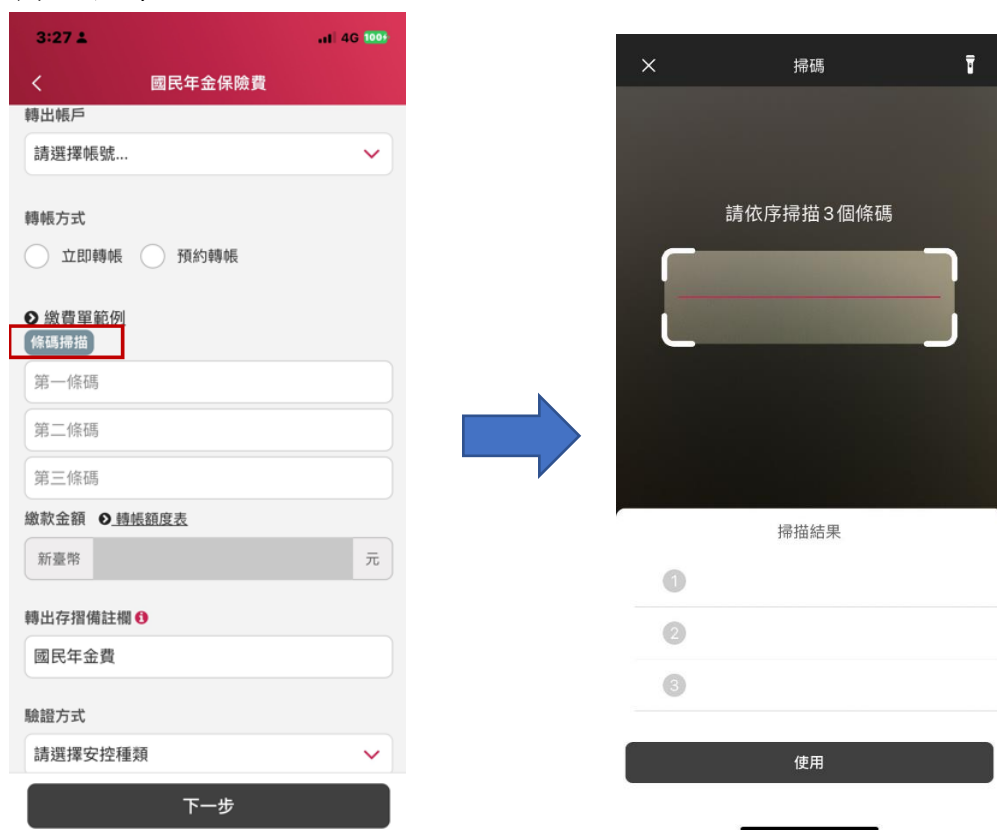 3:27
4G 100+
國民年金保險費
轉出帳戶
請選擇帳號...
轉帳方式
立即轉帳 預約轉帳
繳費單範例
條碼掃描
第一條碼
第二條碼
第三條碼
繳款金額 轉帳額度表
新臺幣 元
轉出存摺備註欄
國民年金費
驗證方式
請選擇安控種類
下一步
掃碼
請依序掃描3個條碼
掃描結果
1
2
3
使用